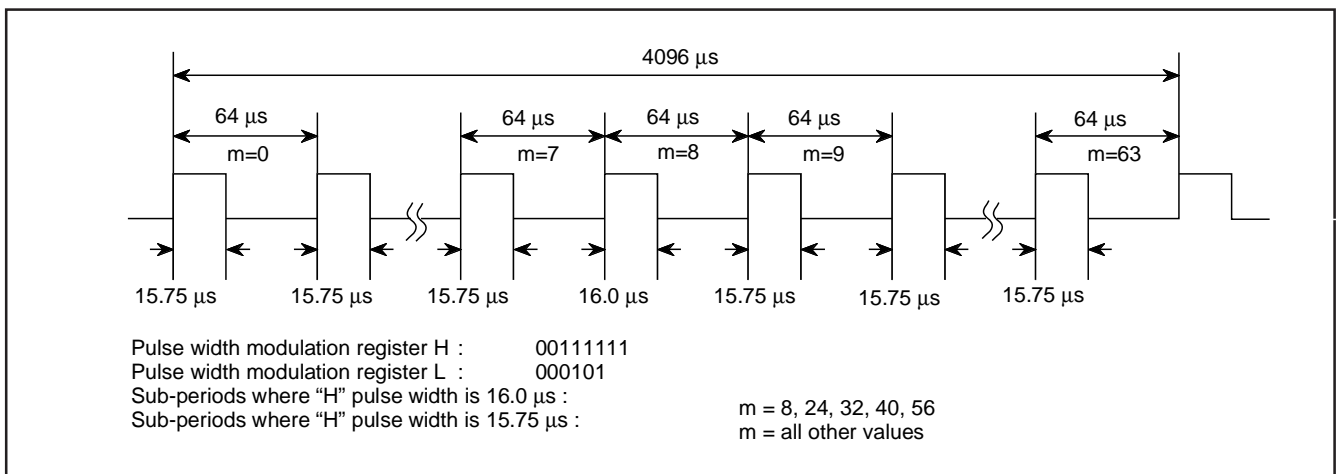 4096 μs
64 μs 64 μs 64 μs 64 μs 64 μs
m=0 m=7 m=8 m=9 m=63
15.75 μs 15.75 μs 15.75 μs 16.0 μs 15.75 μs 15.75 μs 15.75 μs
Pulse width modulation register H : 00111111
Pulse width modulation register L : 000101
Sub-periods where “H” pulse width is 16.0 μs : m = 8, 24, 32, 40, 56
Sub-periods where “H” pulse width is 15.75 μs : m = all other values